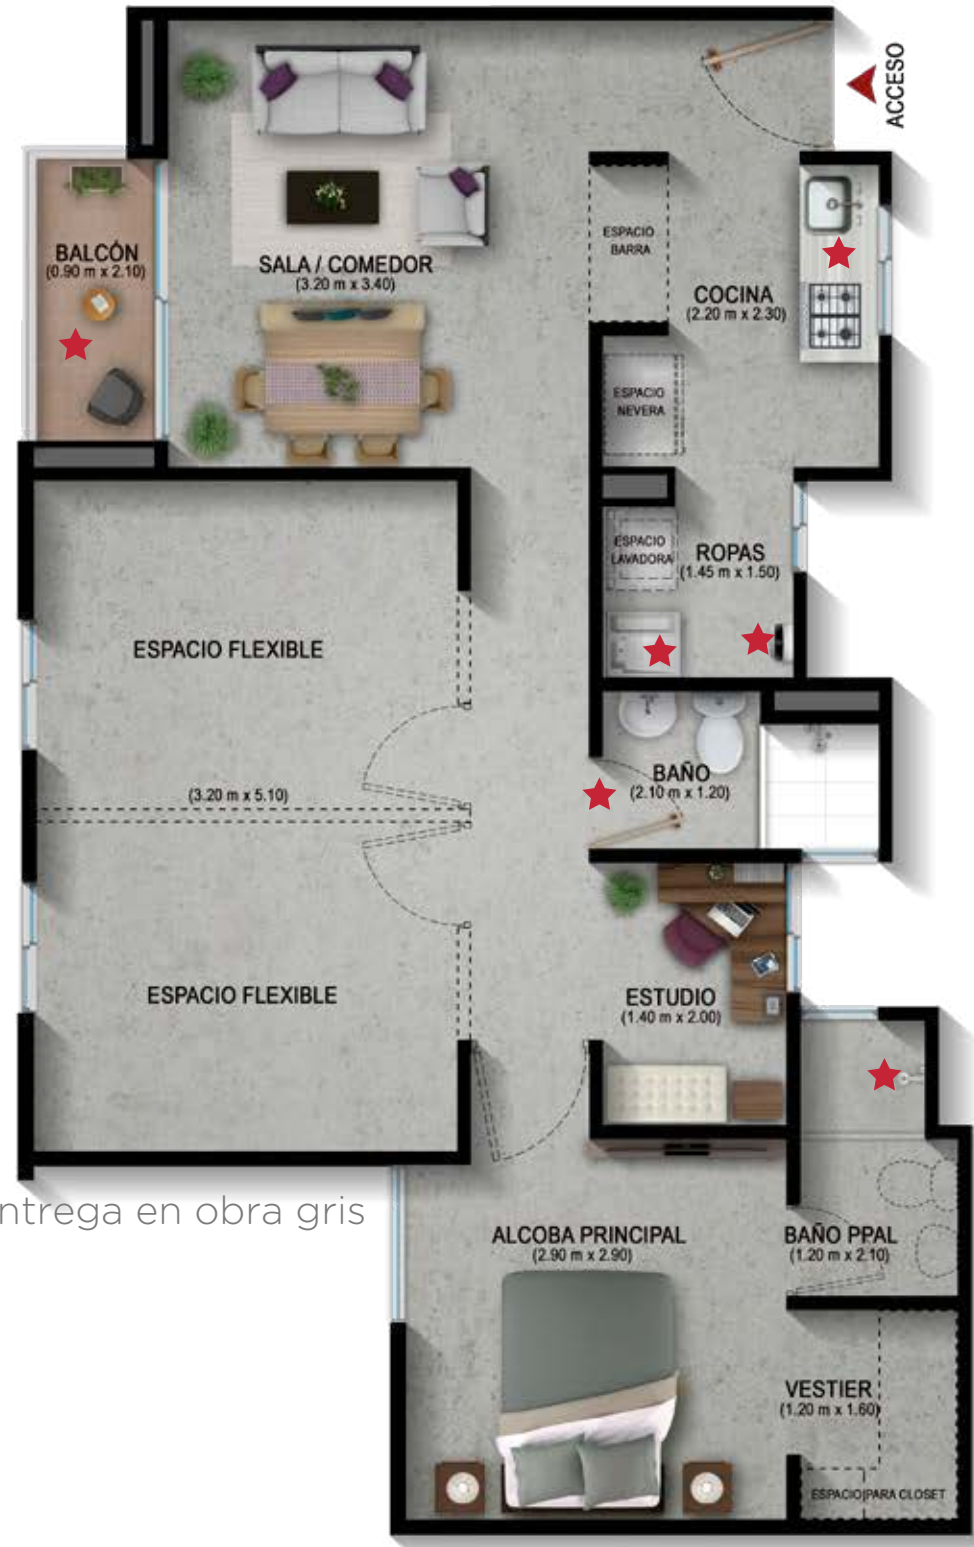 ACCESO
ESPACIO
BARRA
BALCÓN
(0.90 m x 2.10)
SALA / COMEDOR
(3.20 m x 3.40)
COCINA
(2.20 m x 2.30)
ESPACIO
NEVERA
ESPACIO
LAVADORA
ROPAS
(1.45 m x 1.50)
ESPACIO FLEXIBLE
(3.20 m x 5.10)
BAÑO
(2.10 m x 1.20)
ESPACIO FLEXIBLE
ESTUDIO
(1.40 m x 2.00)
ntrega en obra gris
ALCOBA PRINCIPAL
(2.90 m x 2.90)
BAÑO PPAL
(1.20 m x 2.10)
VESTIER
(1.20 m x 1.60)
ESPACIO PARA CLOSET